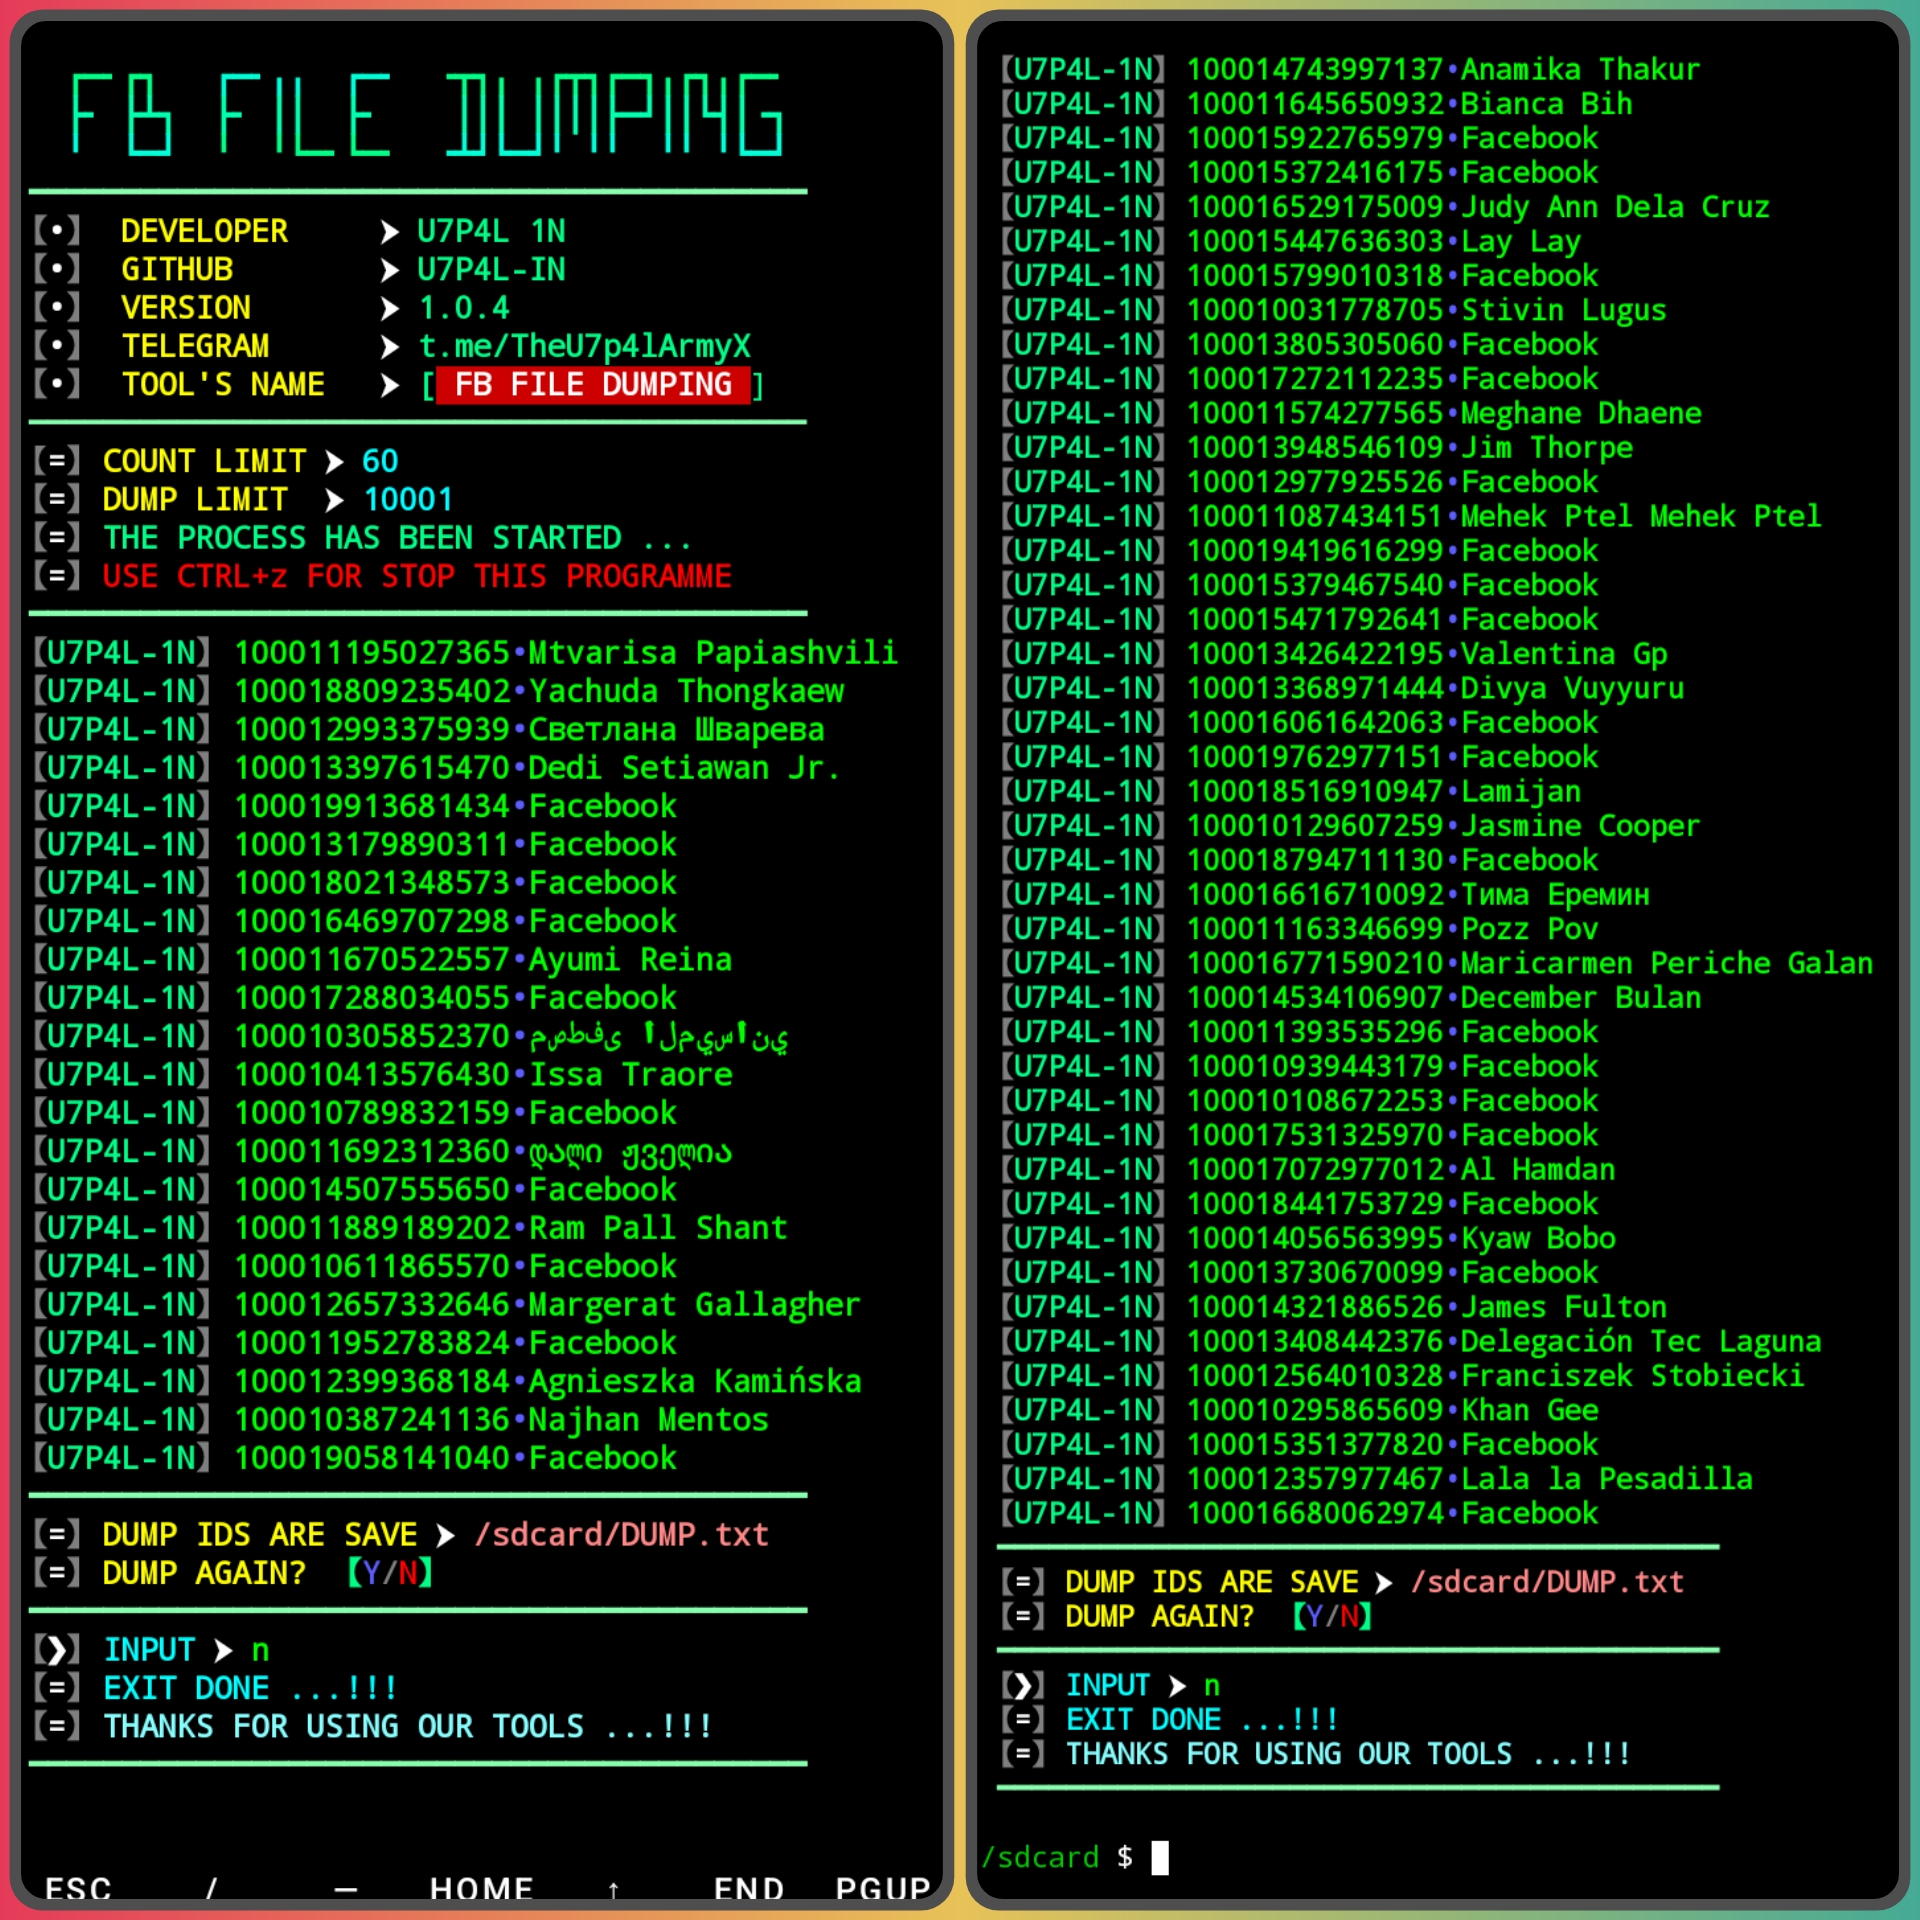 FB FILE DUMPING
(•) DEVELOPER ➤ U7P4L 1N
(•) GITHUB ➤ U7P4L-IN
(•) VERSION ➤ 1.0.4
(•) TELEGRAM ➤ t.me/TheU7p4lArmyX
(•) TOOL'S NAME ➤ [ FB FILE DUMPING ]
(=) COUNT LIMIT ➤ 60
(=) DUMP LIMIT ➤ 10001
(=) THE PROCESS HAS BEEN STARTED ...
(=) USE CTRL+z FOR STOP THIS PROGRAMME
【U7P4L-1N】 100011195027365•Mtvarisa Papiashvili
【U7P4L-1N】 100018809235402•Yachuda Thongkaew
【U7P4L-1N】 100012993375939•Светлана Шварева
【U7P4L-1N】 100013397615470•Dedi Setiawan Jr.
【U7P4L-1N】 100019913681434•Facebook
【U7P4L-1N】 100013179890311•Facebook
【U7P4L-1N】 100018021348573•Facebook
【U7P4L-1N】 100016469707298•Facebook
【U7P4L-1N】 100011670522557•Ayumi Reina
【U7P4L-1N】 100017288034055•Facebook
【U7P4L-1N】 100010305852370•مصطفى الميساني
【U7P4L-1N】 100010413576430•Issa Traore
【U7P4L-1N】 100010789832159•Facebook
【U7P4L-1N】 100011692312360•დალი ჟველია
【U7P4L-1N】 100014507555650•Facebook
【U7P4L-1N】 100011889189202•Ram Pall Shant
【U7P4L-1N】 100010611865570•Facebook
【U7P4L-1N】 100012657332646•Margerat Gallagher
【U7P4L-1N】 100011952783824•Facebook
【U7P4L-1N】 100012399368184•Agnieszka Kamińska
【U7P4L-1N】 100010387241136•Najhan Mentos
【U7P4L-1N】 100019058141040•Facebook
(=) DUMP IDS ARE SAVE ➤ /sdcard/DUMP.txt
(=) DUMP AGAIN? 【Y/N】
(❯) INPUT ➤ n
(=) EXIT DONE ...!!!
(=) THANKS FOR USING OUR TOOLS ...!!!
ESC / — HOME ↑ END PGUP
【U7P4L-1N】 100014743997137•Anamika Thakur
【U7P4L-1N】 100011645650932•Bianca Bih
【U7P4L-1N】 100015922765979•Facebook
【U7P4L-1N】 100015372416175•Facebook
【U7P4L-1N】 100016529175009•Judy Ann Dela Cruz
【U7P4L-1N】 100015447636303•Lay Lay
【U7P4L-1N】 100015799010318•Facebook
【U7P4L-1N】 100010031778705•Stivin Lugus
【U7P4L-1N】 100013805305060•Facebook
【U7P4L-1N】 100017272112235•Facebook
【U7P4L-1N】 100011574277565•Meghane Dhaene
【U7P4L-1N】 100013948546109•Jim Thorpe
【U7P4L-1N】 100012977925526•Facebook
【U7P4L-1N】 100011087434151•Mehek Ptel Mehek Ptel
【U7P4L-1N】 100019419616299•Facebook
【U7P4L-1N】 100015379467540•Facebook
【U7P4L-1N】 100015471792641•Facebook
【U7P4L-1N】 100013426422195•Valentina Gp
【U7P4L-1N】 100013368971444•Divya Vuyyuru
【U7P4L-1N】 100016061642063•Facebook
【U7P4L-1N】 100019762977151•Facebook
【U7P4L-1N】 100018516910947•Lamijan
【U7P4L-1N】 100010129607259•Jasmine Cooper
【U7P4L-1N】 100018794711130•Facebook
【U7P4L-1N】 100016616710092•Тима Еремин
【U7P4L-1N】 100011163346699•Pozz Pov
【U7P4L-1N】 100016771590210•Maricarmen Periche Galan
【U7P4L-1N】 100014534106907•December Bulan
【U7P4L-1N】 100011393535296•Facebook
【U7P4L-1N】 100010939443179•Facebook
【U7P4L-1N】 100010108672253•Facebook
【U7P4L-1N】 100017531325970•Facebook
【U7P4L-1N】 100017072977012•Al Hamdan
【U7P4L-1N】 100018441753729•Facebook
【U7P4L-1N】 100014056563995•Kyaw Bobo
【U7P4L-1N】 100013730670099•Facebook
【U7P4L-1N】 100014321886526•James Fulton
【U7P4L-1N】 100013408442376•Delegación Tec Laguna
【U7P4L-1N】 100012564010328•Franciszek Stobiecki
【U7P4L-1N】 100010295865609•Khan Gee
【U7P4L-1N】 100015351377820•Facebook
【U7P4L-1N】 100012357977467•Lala la Pesadilla
【U7P4L-1N】 100016680062974•Facebook
(=) DUMP IDS ARE SAVE ➤ /sdcard/DUMP.txt
(=) DUMP AGAIN? 【Y/N】
(❯) INPUT ➤ n
(=) EXIT DONE ...!!!
(=) THANKS FOR USING OUR TOOLS ...!!!
/sdcard $